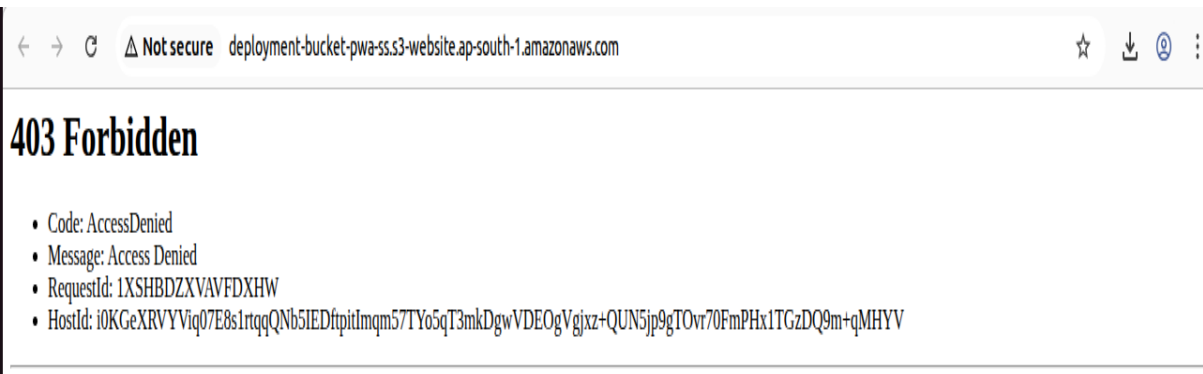 Not secure deployment-bucket-pwa-ss.s3-website.ap-south-1.amazonaws.com
403 Forbidden
• Code: AccessDenied
• Message: Access Denied
• RequestId: 1XSHBDZXVAVFDXHW
• HostId: i0KGeXRVYViq07E8s1rtqqQNb5IEDftpitImqm57TYo5qT3mkDgwVDEOgVgjxz+QUN5jp9gTOvr70FmPHx1TGzDQ9m+qMHYV